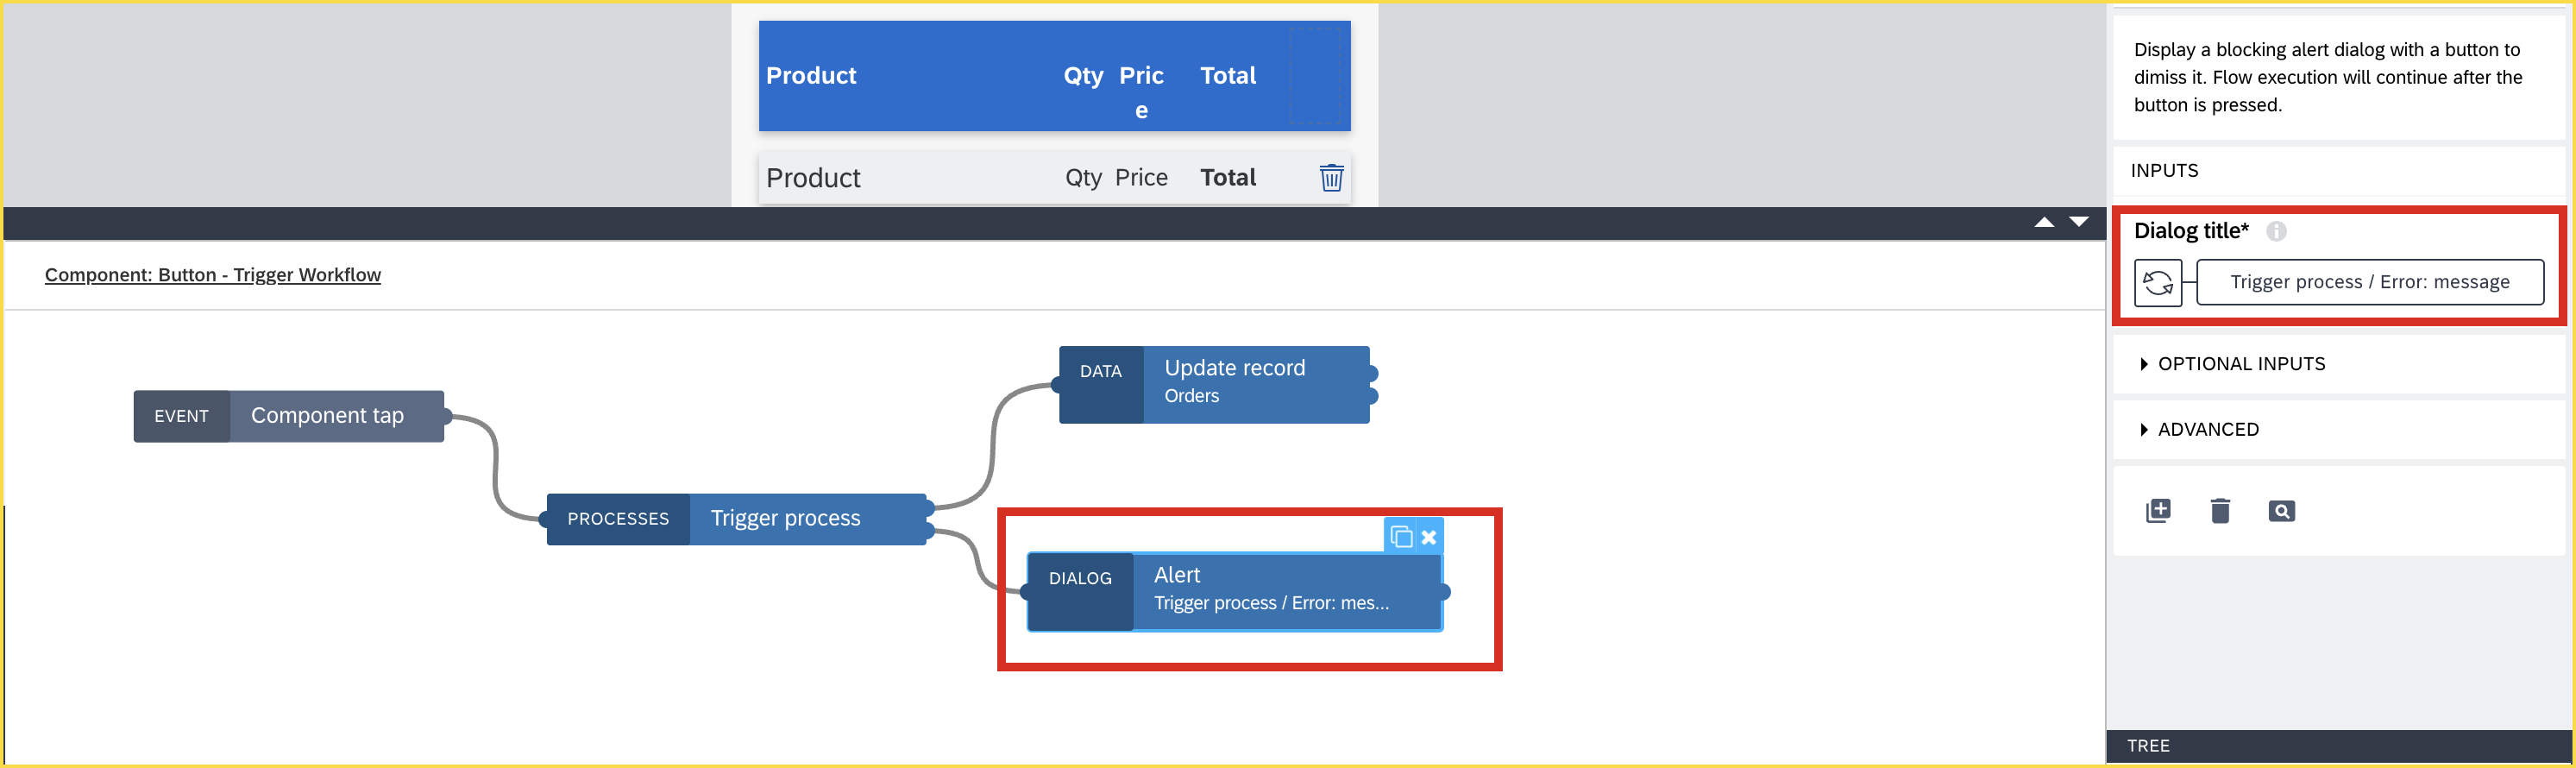 Product Qty Pric Total
e
Product Qty Price Total
Component: Button - Trigger Workflow
EVENT Component tap
PROCESSES Trigger process
DATA Update record
Orders
DIALOG Alert
Trigger process / Error: mes...
Display a blocking alert dialog with a button to
dimiss it. Flow execution will continue after the
button is pressed.
INPUTS
Dialog title*
Trigger process / Error: message
OPTIONAL INPUTS
ADVANCED
TREE